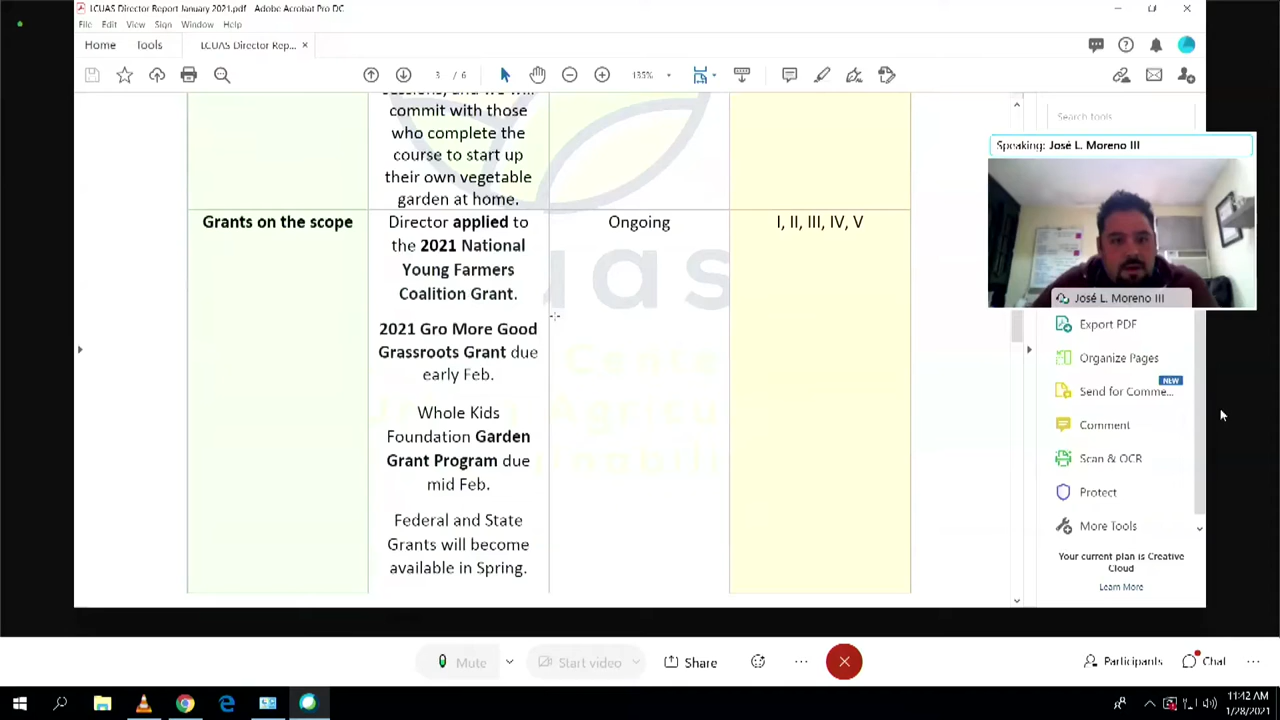 LCUAS Director Report January 2021.pdf - Adobe Acrobat Pro DC
File Edit View Sign Window Help
Home Tools LCUAS Director Rep... ×
3 / 6 135%
Search tools
commit with those
who complete the
course to start up
their own vegetable
garden at home.
Grants on the scope
Director applied to
the 2021 National
Young Farmers
Coalition Grant.
2021 Gro More Good
Grassroots Grant due
early Feb.
Whole Kids
Foundation Garden
Grant Program due
mid Feb.
Federal and State
Grants will become
available in Spring.
Ongoing
I, II, III, IV, V
Speaking: José L. Moreno III
José L. Moreno III
Export PDF
Organize Pages
NEW
Send for Comme...
Comment
Scan & OCR
Protect
More Tools
Your current plan is Creative
Cloud
Learn More
Mute Start video Share ... Participants Chat ...
11:42 AM
1/28/2021